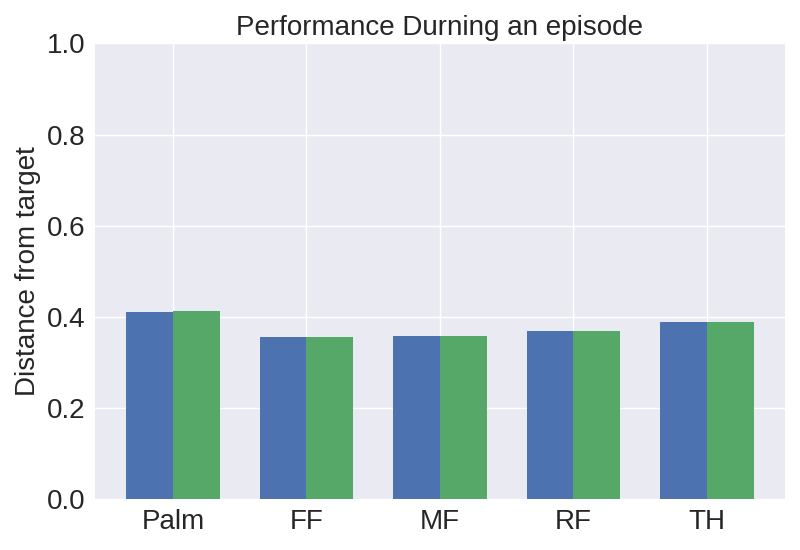 Performance Durning an episode
1.0
0.8
0.6
0.4
0.2
0.0
Distance from target
Palm FF MF RF TH